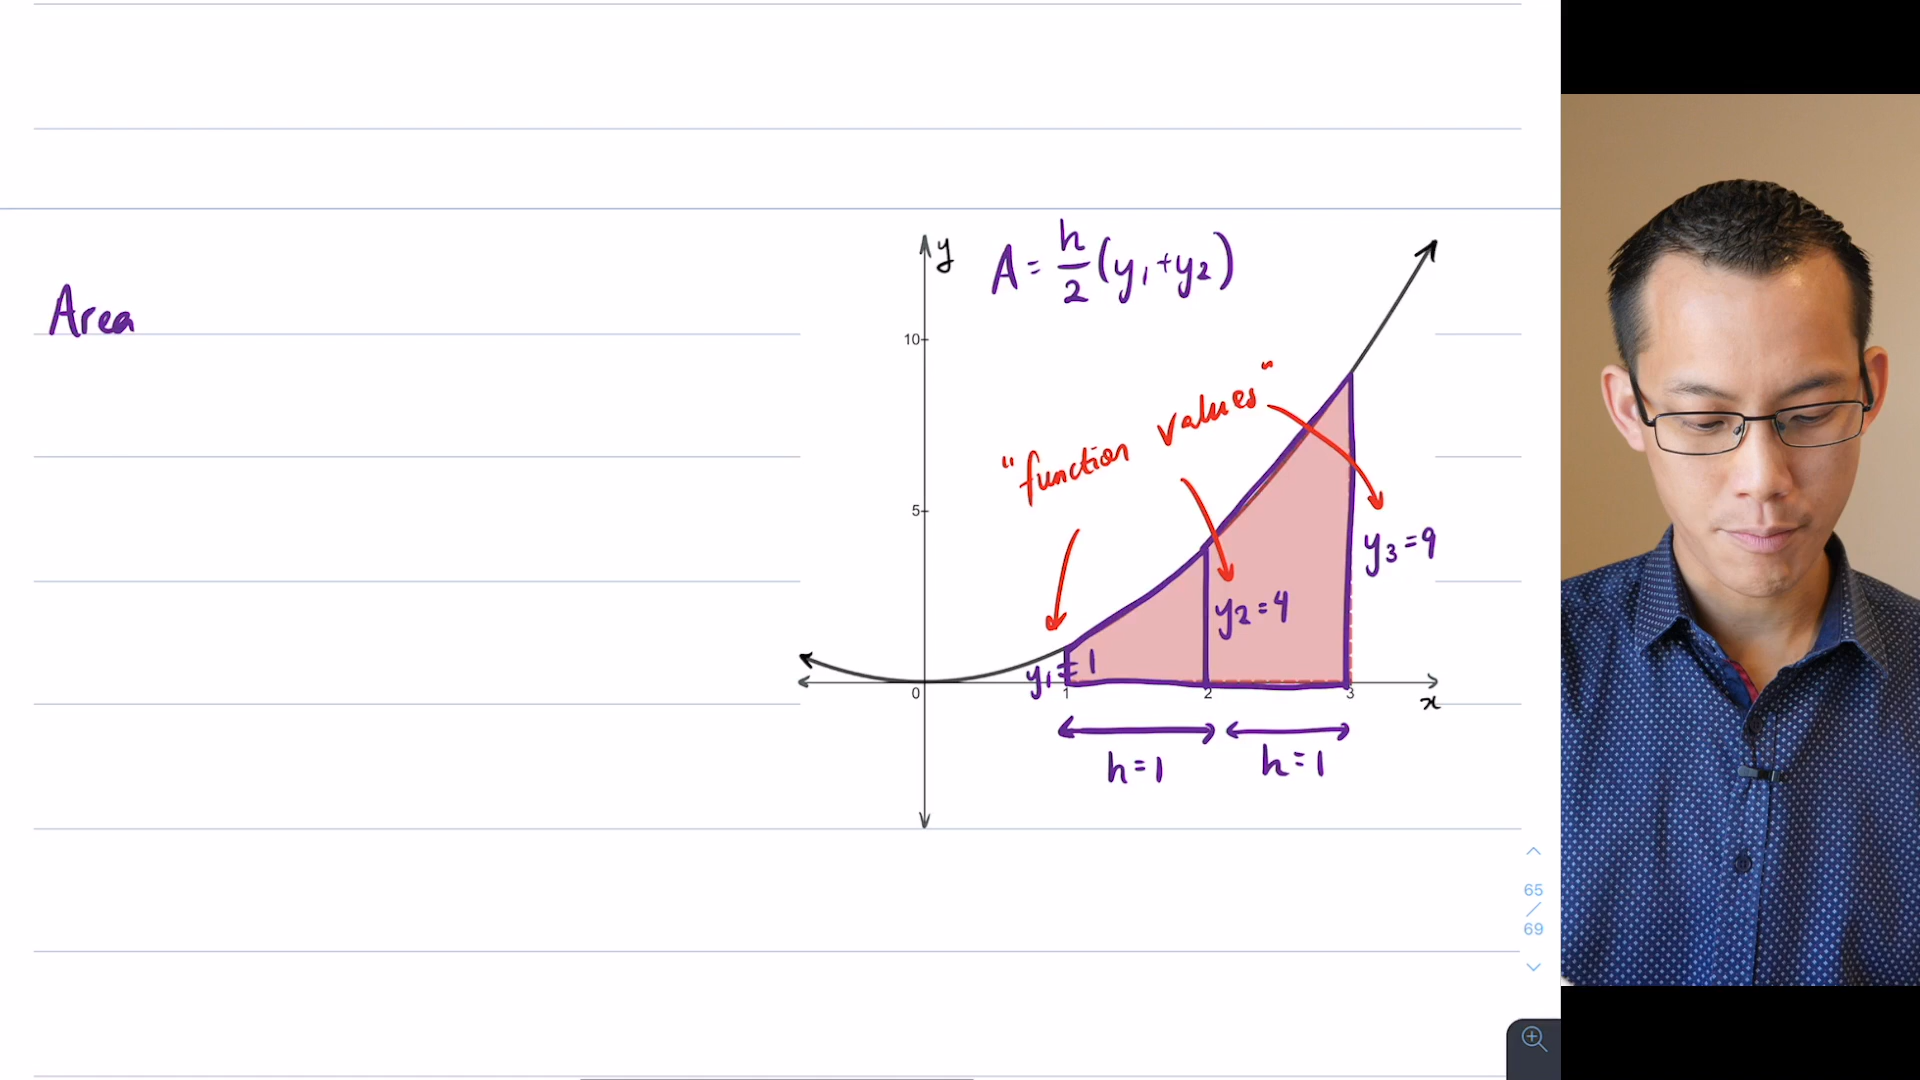 Area
y
A = h/2 (y₁+y₂)
10
"function values"
5
y₃=9
y₂=4
y₁=1
0
1
2
3
x
h=1
h=1
65
/
69